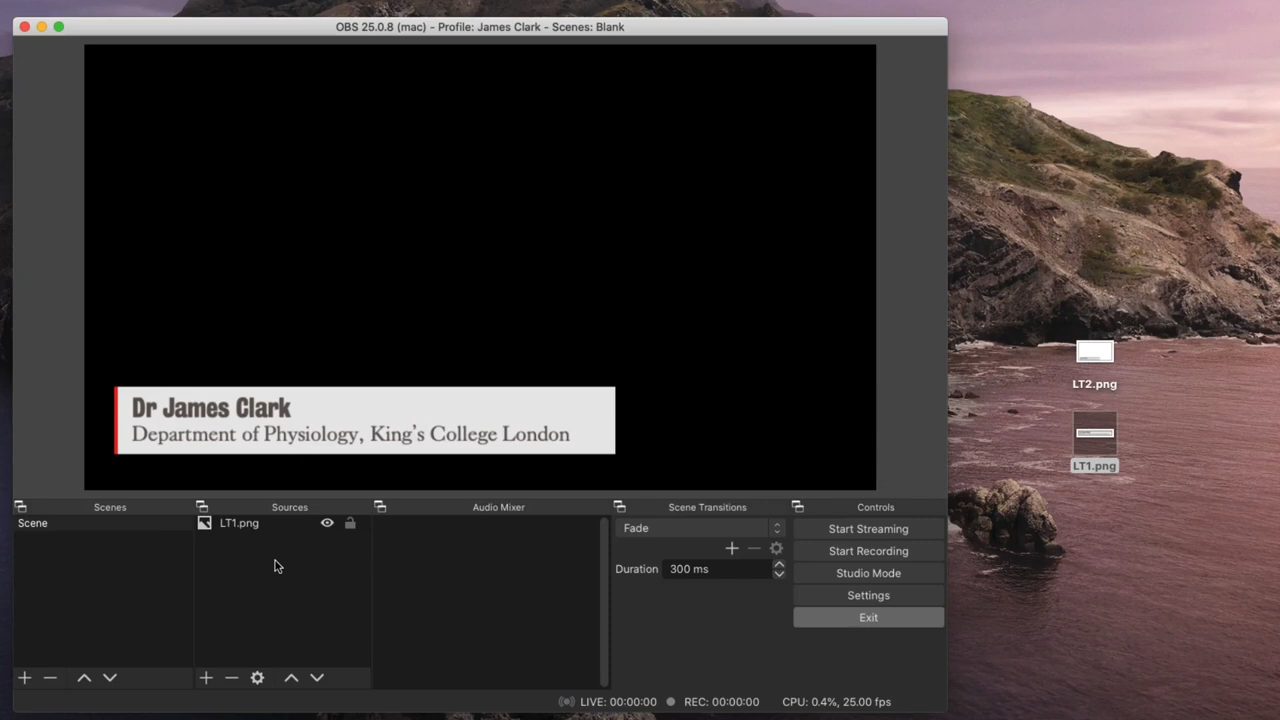 OBS 25.0.8 (mac) - Profile: James Clark - Scenes: Blank
Dr James Clark
Department of Physiology, King's College London
LT2.png
LT1.png
Scenes
Sources
Audio Mixer
Scene Transitions
Controls
Scene
LT1.png
Fade
Duration 300 ms
Start Streaming
Start Recording
Studio Mode
Settings
Exit
LIVE: 00:00:00 REC: 00:00:00 CPU: 0.4%, 25.00 fps